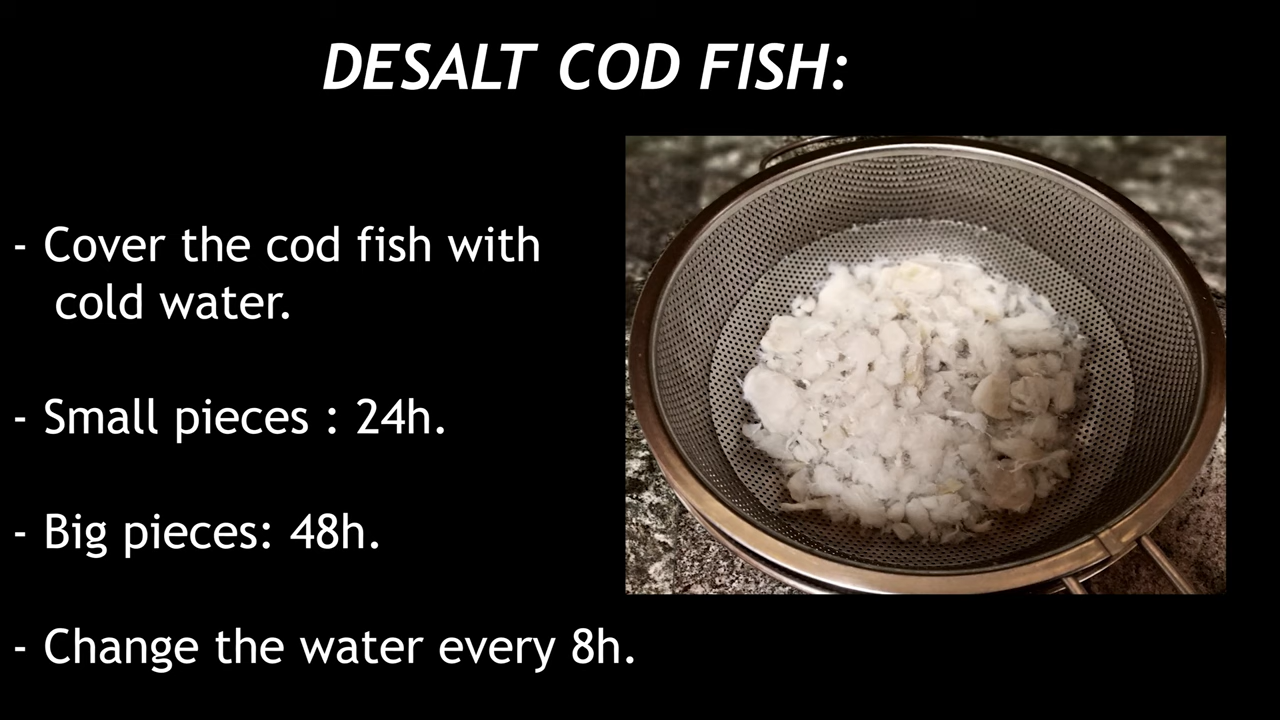 DESALT COD FISH:
- Cover the cod fish with
cold water.
- Small pieces : 24h.
- Big pieces: 48h.
- Change the water every 8h.